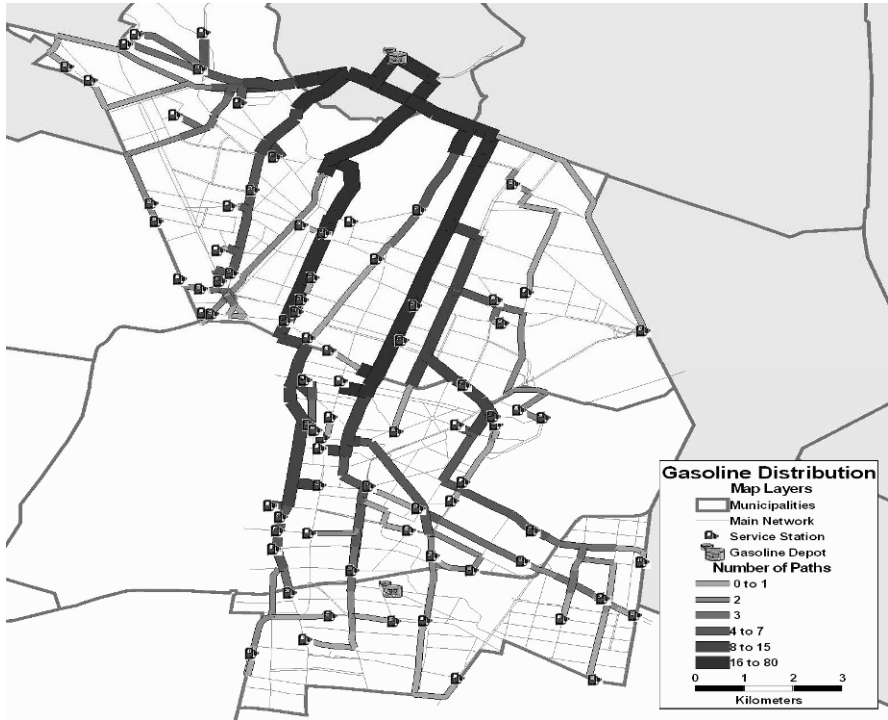 Gasoline Distribution
Map Layers
Municipalities
Main Network
Service Station
Gasoline Depot
Number of Paths
0 to 1
2
3
4 to 7
8 to 15
16 to 80
0 1 2 3
Kilometers